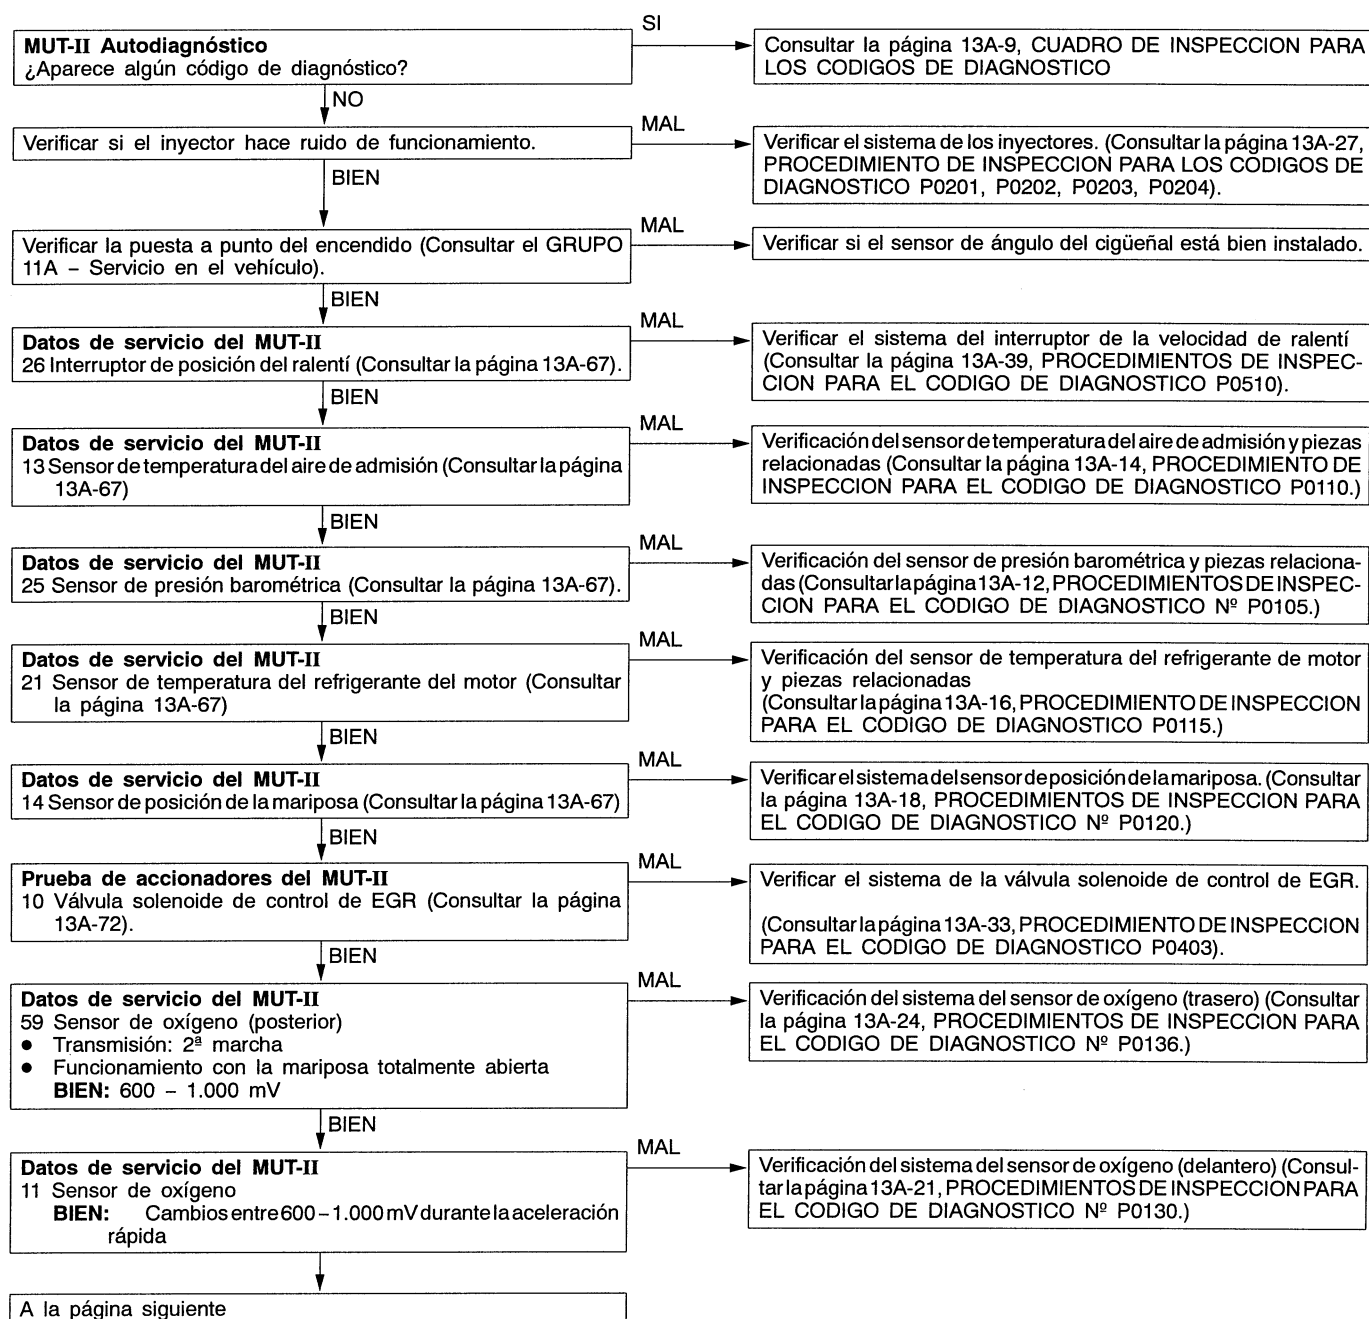 MUT-II Autodiagnóstico
¿Aparece algún código de diagnóstico?
SI
Consultar la página 13A-9, CUADRO DE INSPECCION PARA
LOS CODIGOS DE DIAGNOSTICO
NO
Verificar si el inyector hace ruido de funcionamiento.
MAL
Verificar el sistema de los inyectores. (Consultar la página 13A-27,
PROCEDIMIENTO DE INSPECCION PARA LOS CODIGOS DE
DIAGNOSTICO P0201, P0202, P0203, P0204).
BIEN
Verificar la puesta a punto del encendido (Consultar el GRUPO
11A – Servicio en el vehículo).
MAL
Verificar si el sensor de ángulo del cigüeñal está bien instalado.
BIEN
Datos de servicio del MUT-II
26 Interruptor de posición del ralentí (Consultar la página 13A-67).
MAL
Verificar el sistema del interruptor de la velocidad de ralentí
(Consultar la página 13A-39, PROCEDIMIENTOS DE INSPEC-
CION PARA EL CODIGO DE DIAGNOSTICO P0510).
BIEN
Datos de servicio del MUT-II
13 Sensor de temperatura del aire de admisión (Consultar la página
13A-67)
MAL
Verificación del sensor de temperatura del aire de admisión y piezas
relacionadas (Consultar la página 13A-14, PROCEDIMIENTO DE
INSPECCION PARA EL CODIGO DE DIAGNOSTICO P0110.)
BIEN
Datos de servicio del MUT-II
25 Sensor de presión barométrica (Consultar la página 13A-67).
MAL
Verificación del sensor de presión barométrica y piezas relaciona-
das (Consultar la página 13A-12, PROCEDIMIENTOS DE INSPEC-
CION PARA EL CODIGO DE DIAGNOSTICO Nº P0105.)
BIEN
Datos de servicio del MUT-II
21 Sensor de temperatura del refrigerante del motor (Consultar
la página 13A-67)
MAL
Verificación del sensor de temperatura del refrigerante de motor
y piezas relacionadas
(Consultar la página 13A-16, PROCEDIMIENTO DE INSPECCION
PARA EL CODIGO DE DIAGNOSTICO P0115.)
BIEN
Datos de servicio del MUT-II
14 Sensor de posición de la mariposa (Consultar la página 13A-67)
MAL
Verificar el sistema del sensor de posición de la mariposa. (Consultar
la página 13A-18, PROCEDIMIENTOS DE INSPECCION PARA
EL CODIGO DE DIAGNOSTICO Nº P0120.)
BIEN
Prueba de accionadores del MUT-II
10 Válvula solenoide de control de EGR (Consultar la página
13A-72).
MAL
Verificar el sistema de la válvula solenoide de control de EGR.
(Consultar la página 13A-33, PROCEDIMIENTO DE INSPECCION
PARA EL CODIGO DE DIAGNOSTICO P0403).
BIEN
Datos de servicio del MUT-II
59 Sensor de oxígeno (posterior)
● Transmisión: 2ª marcha
● Funcionamiento con la mariposa totalmente abierta
BIEN: 600 – 1.000 mV
MAL
Verificación del sistema del sensor de oxígeno (trasero) (Consultar
la página 13A-24, PROCEDIMIENTOS DE INSPECCION PARA
EL CODIGO DE DIAGNOSTICO Nº P0136.)
BIEN
Datos de servicio del MUT-II
11 Sensor de oxígeno
BIEN: Cambios entre 600 – 1.000 mV durante la aceleración
rápida
MAL
Verificación del sistema del sensor de oxígeno (delantero) (Consul-
tar la página 13A-21, PROCEDIMIENTOS DE INSPECCION PARA
EL CODIGO DE DIAGNOSTICO Nº P0130.)
A la página siguiente